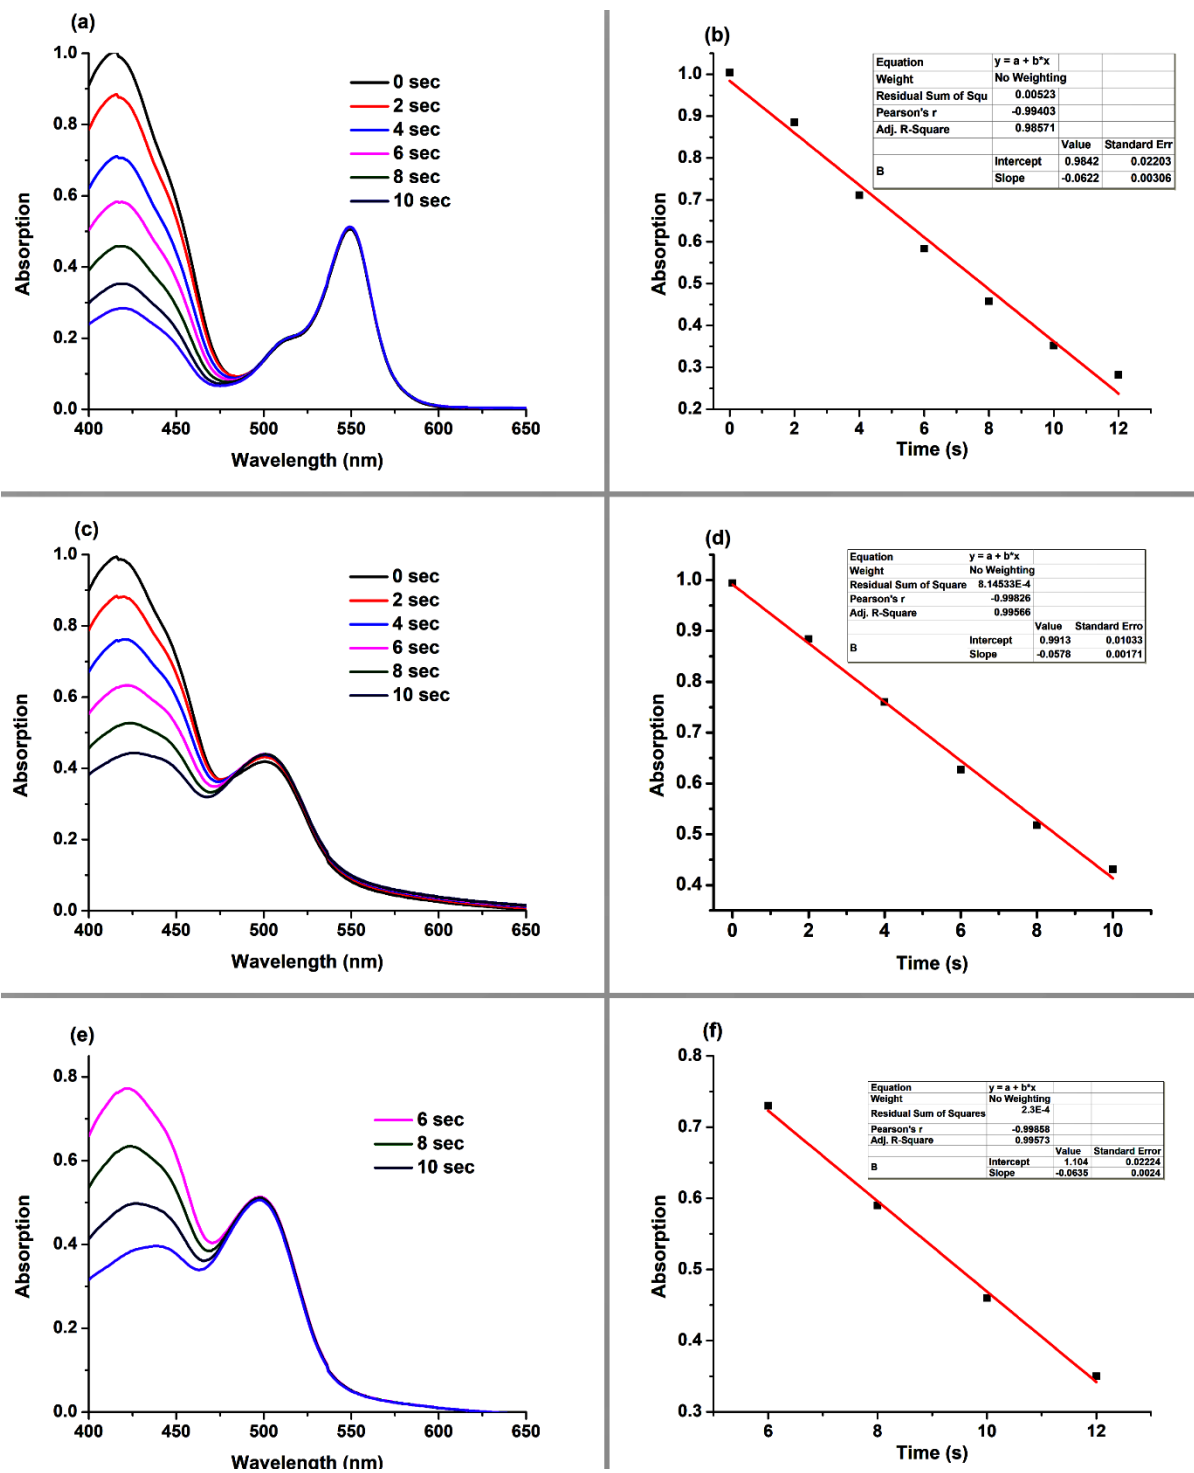 (a)
1.0
0.8
0.6
0.4
0.2
0.0
Absorption
0 sec
2 sec
4 sec
6 sec
8 sec
10 sec
400 450 500 550 600 650
Wavelength (nm)
(b)
1.0
0.9
0.8
0.7
0.6
0.5
0.4
0.3
0.2
Absorption
Equation y = a + b*x
Weight No Weighting
Residual Sum of Squ 0.00523
Pearson's r -0.99403
Adj. R-Square 0.98571
Value Standard Err
B Intercept 0.9842 0.02203
Slope -0.0622 0.00306
0 2 4 6 8 10 12
Time (s)
(c)
1.0
0.8
0.6
0.4
0.2
0.0
Absorption
0 sec
2 sec
4 sec
6 sec
8 sec
10 sec
400 450 500 550 600 650
Wavelength (nm)
(d)
1.0
0.9
0.8
0.7
0.6
0.5
0.4
Absorption
Equation y = a + b*x
Weight No Weighting
Residual Sum of Square 8.14533E-4
Pearson's r -0.99826
Adj. R-Square 0.99566
Value Standard Erro
B Intercept 0.9913 0.01033
Slope -0.0578 0.00171
0 2 4 6 8 10
Time (s)
(e)
0.8
0.6
0.4
0.2
0.0
Absorption
6 sec
8 sec
10 sec
400 450 500 550 600 650
Wavelength (nm)
(f)
0.8
0.7
0.6
0.5
0.4
0.3
Absorption
Equation y = a + b*x
Weight No Weighting
Residual Sum of Squares 2.3E-4
Pearson's r -0.99858
Adj. R-Square 0.99573
Value Standard Error
B Intercept 1.104 0.02224
Slope -0.0635 0.0024
6 8 10 12
Time (s)